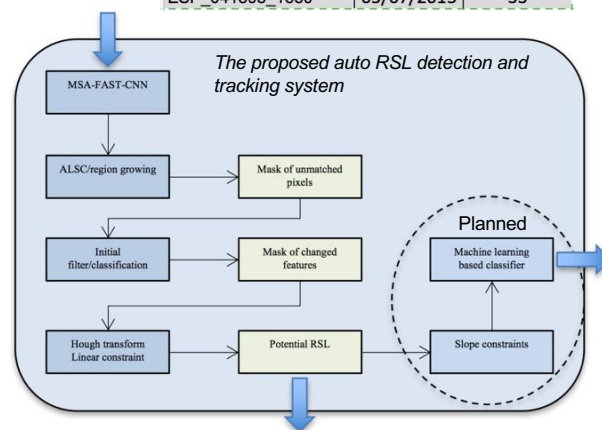 The proposed auto RSL detection and
tracking system
MSA-FAST-CNN
ALSC/region growing
Mask of unmatched
pixels
Initial
filter/classification
Mask of changed
features
Planned
Machine learning
based classifier
Hough transform
Linear constraint
Potential RSL
Slope constraints